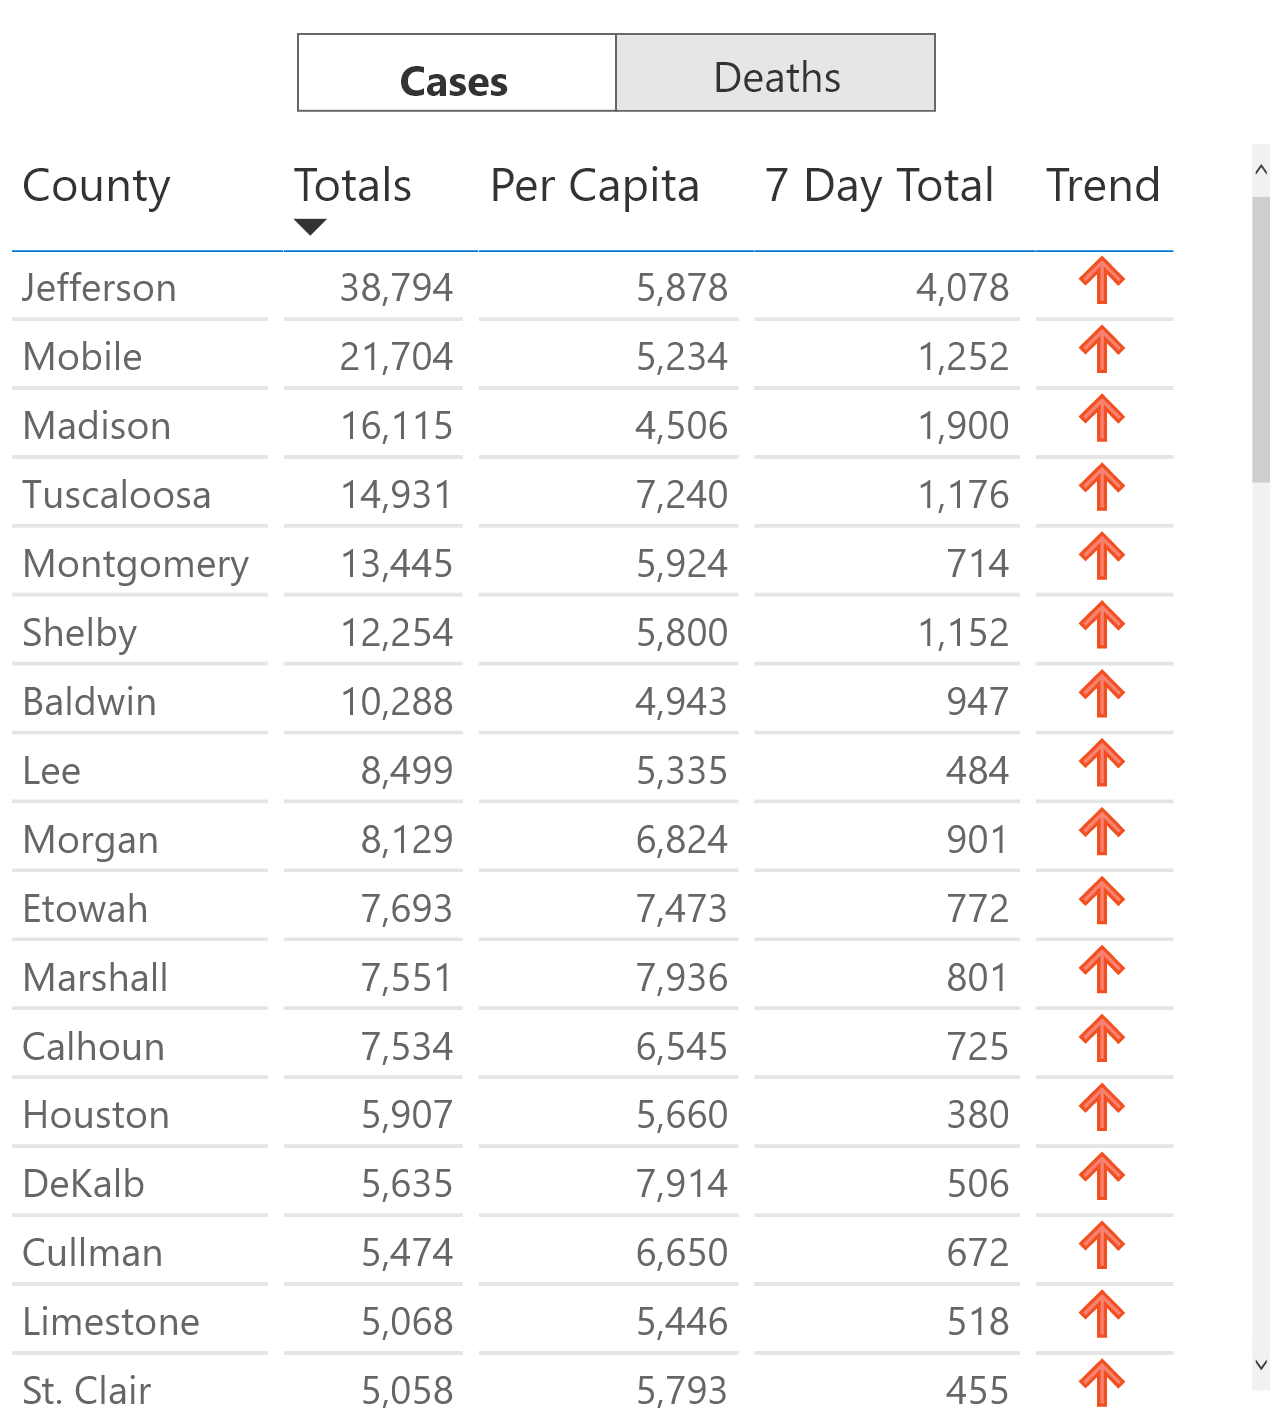 Cases Deaths
County Totals Per Capita 7 Day Total Trend
Jefferson 38,794 5,878 4,078
Mobile 21,704 5,234 1,252
Madison 16,115 4,506 1,900
Tuscaloosa 14,931 7,240 1,176
Montgomery 13,445 5,924 714
Shelby 12,254 5,800 1,152
Baldwin 10,288 4,943 947
Lee 8,499 5,335 484
Morgan 8,129 6,824 901
Etowah 7,693 7,473 772
Marshall 7,551 7,936 801
Calhoun 7,534 6,545 725
Houston 5,907 5,660 380
DeKalb 5,635 7,914 506
Cullman 5,474 6,650 672
Limestone 5,068 5,446 518
St. Clair 5,058 5,793 455